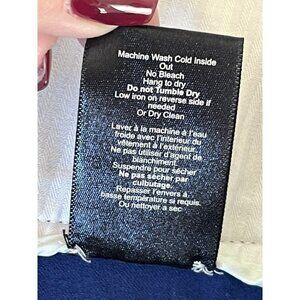 Machine Wash Cold Inside
Out
No Bleach
Hang to dry
Do not Tumble Dry
Low iron on reverse side if
needed
Or Dry Clean
Laver à la machine à l'eau
froide avec l'interieur du
vêtement à l'extérieur.
Ne pas utiliser d'agent de
blanchiment.
Suspendre pour sécher
Ne pas sécher par
culbutage.
Repasser l'envers à
basse température si requis
Ou nettoyer a sec